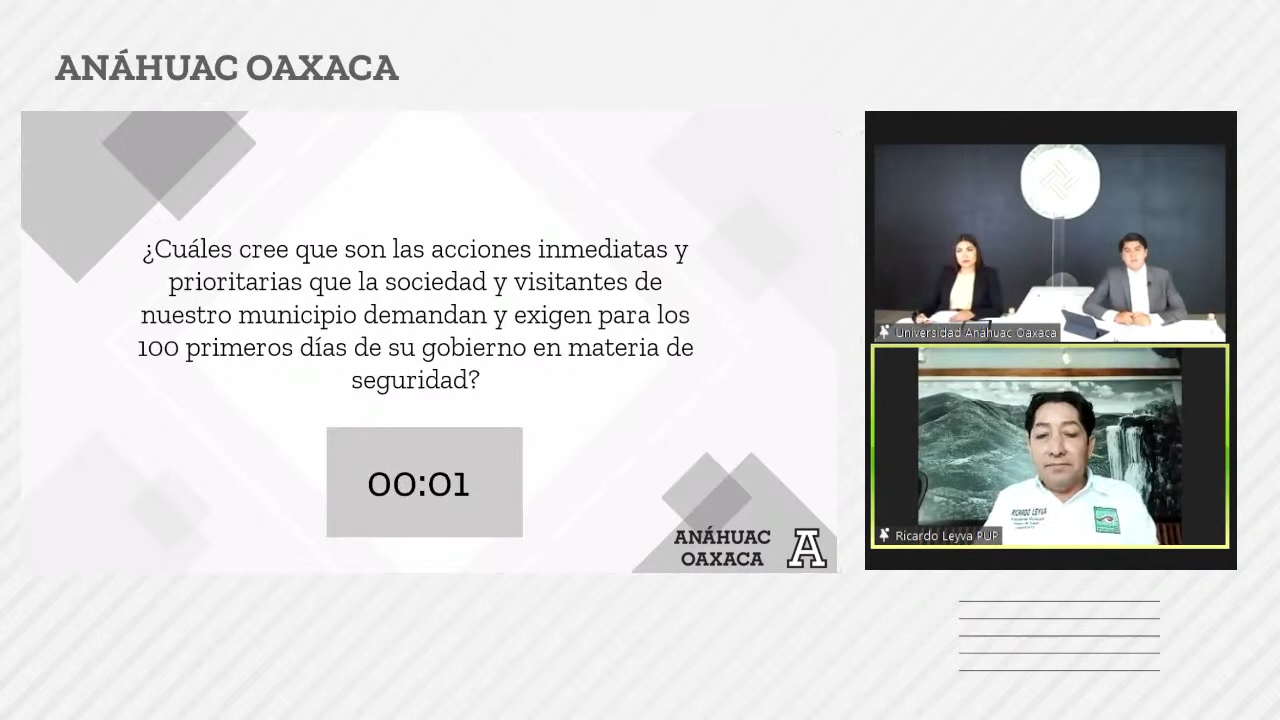 ANÁHUAC OAXACA
¿Cuáles cree que son las acciones inmediatas y
prioritarias que la sociedad y visitantes de
nuestro municipio demandan y exigen para los
100 primeros días de su gobierno en materia de
seguridad?
00:01
ANÁHUAC
OAXACA
A
Universidad Anahuac Oaxaca
RICARDO LEYVA
Ricardo Leyva PUP